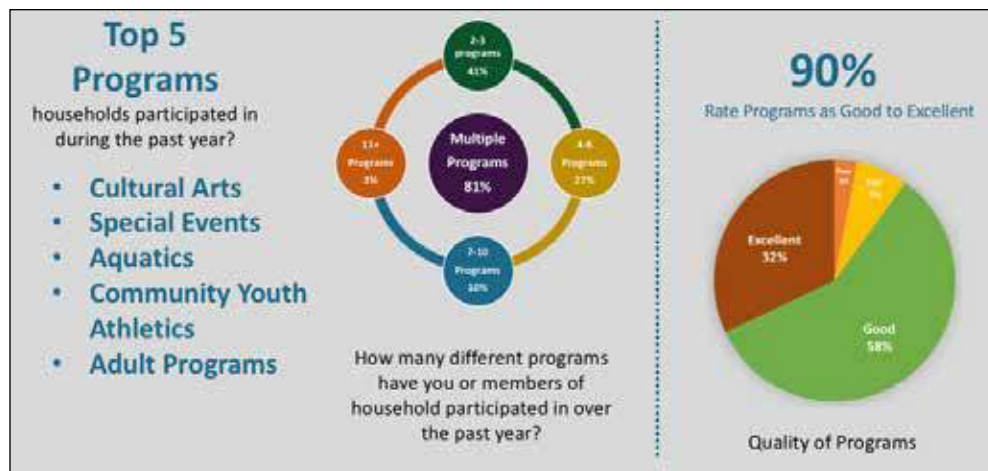 Top 5
Programs
households participated in
during the past year?
• Cultural Arts
• Special Events
• Aquatics
• Community Youth
Athletics
• Adult Programs
2-3
programs
41%
11+
Programs
3%
Multiple
Programs
81%
4-6
Programs
27%
7-10
Programs
10%
How many different programs
have you or members of
household participated in over
the past year?
90%
Rate Programs as Good to Excellent
Excellent
32%
Good
58%
Quality of Programs